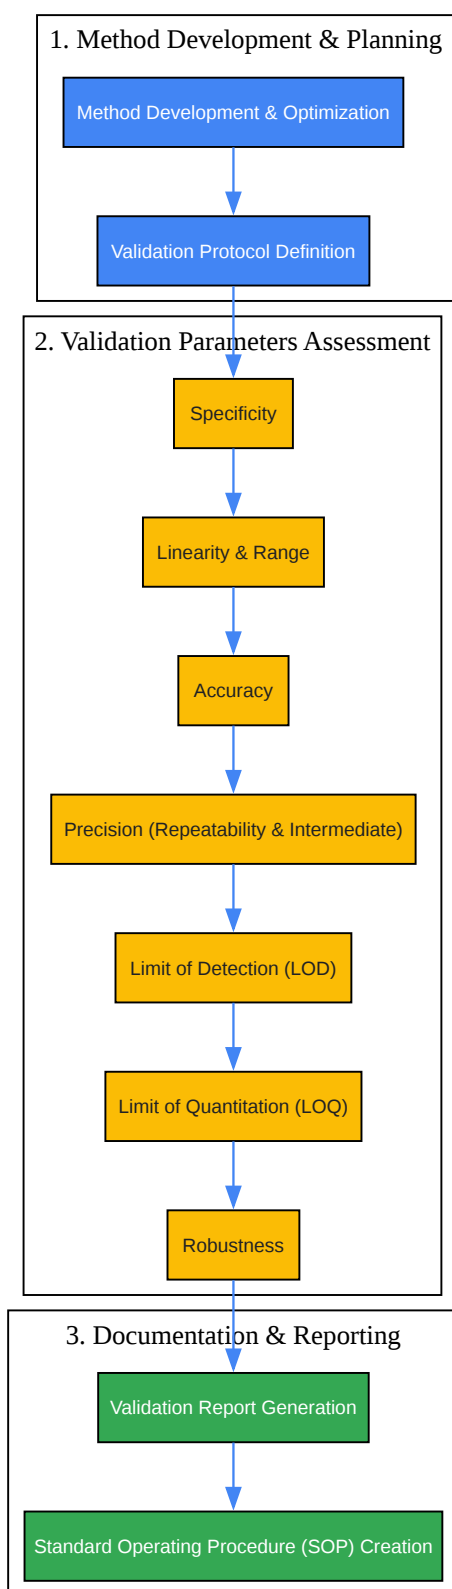 1. Method Development & Planning
Method Development & Optimization
Validation Protocol Definition
2. Validation Parameters Assessment
Specificity
Linearity & Range
Accuracy
Precision (Repeatability & Intermediate)
Limit of Detection (LOD)
Limit of Quantitation (LOQ)
Robustness
3. Documentation & Reporting
Validation Report Generation
Standard Operating Procedure (SOP) Creation